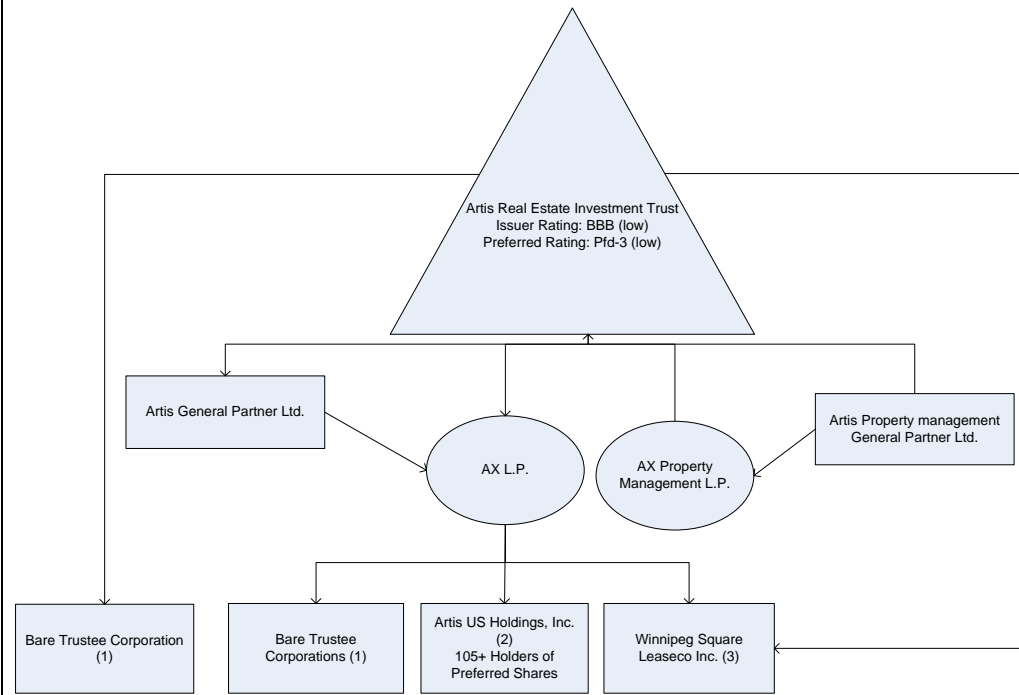 Artis Real Estate Investment Trust
Issuer Rating: BBB (low)
Preferred Rating: Pfd-3 (low)
Artis General Partner Ltd.
AX L.P.
AX Property
Management L.P.
Artis Property management
General Partner Ltd.
Bare Trustee Corporation
(1)
Bare Trustee
Corporations (1)
Artis US Holdings, Inc.
(2)
105+ Holders of
Preferred Shares
Winnipeg Square
Leaseco Inc. (3)